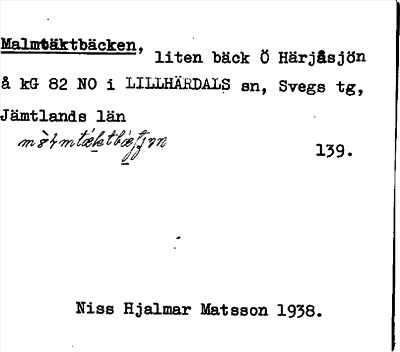 Malmtäktbäcken, liten bäck Ö Härjåsjön
å kG 82 NO i LILLHÄRDALS sn, Svegs tg,
Jämtlands län
139.
Niss Hjalmar Matsson 1938.